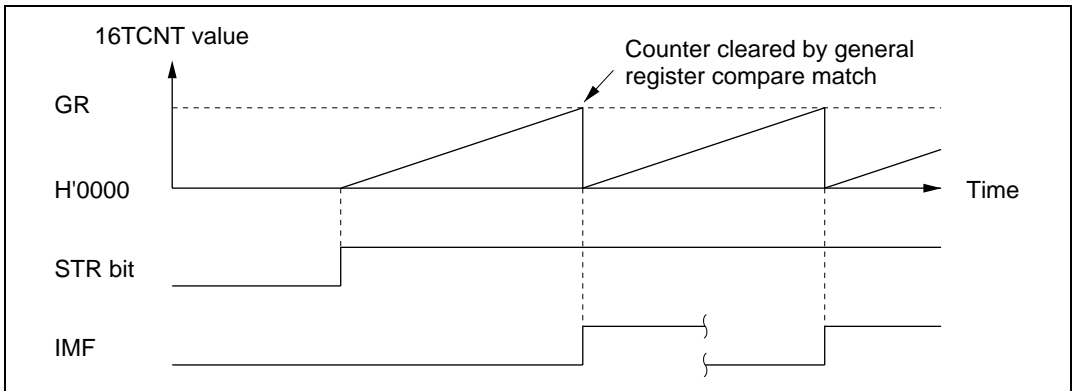 16TCNT value
Counter cleared by general
register compare match
GR
H'0000
Time
STR bit
IMF